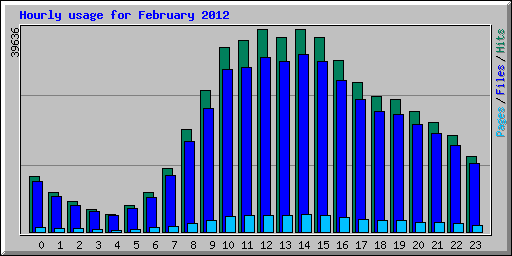 Hourly usage for February 2012
39636
Pages / Files / Hits
0 1 2 3 4 5 6 7 8 9 10 11 12 13 14 15 16 17 18 19 20 21 22 23